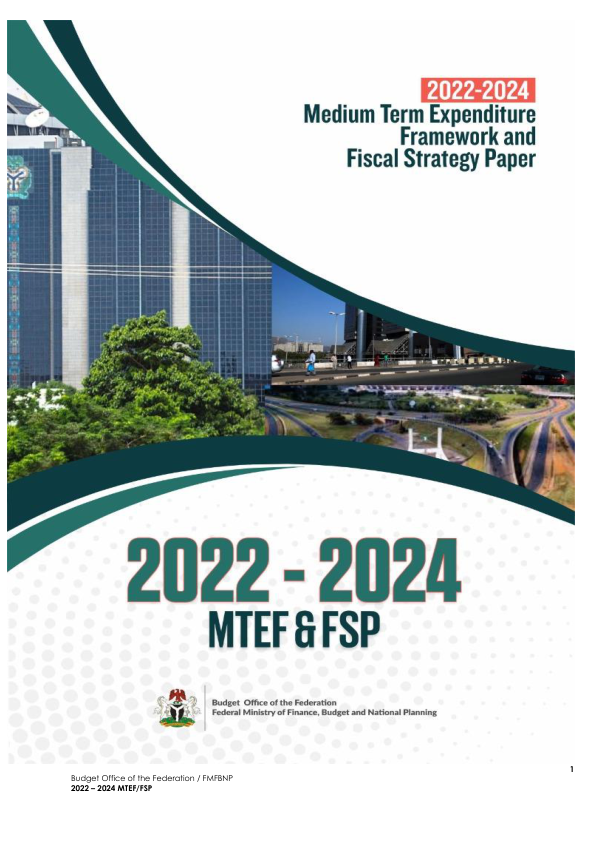 2022-2024
Medium Term Expenditure
Framework and
Fiscal Strategy Paper
2022 - 2024
MTEF & FSP
Budget Office of the Federation
Federal Ministry of Finance, Budget and National Planning
1
Budget Office of the Federation / FMFBNP
2022 – 2024 MTEF/FSP